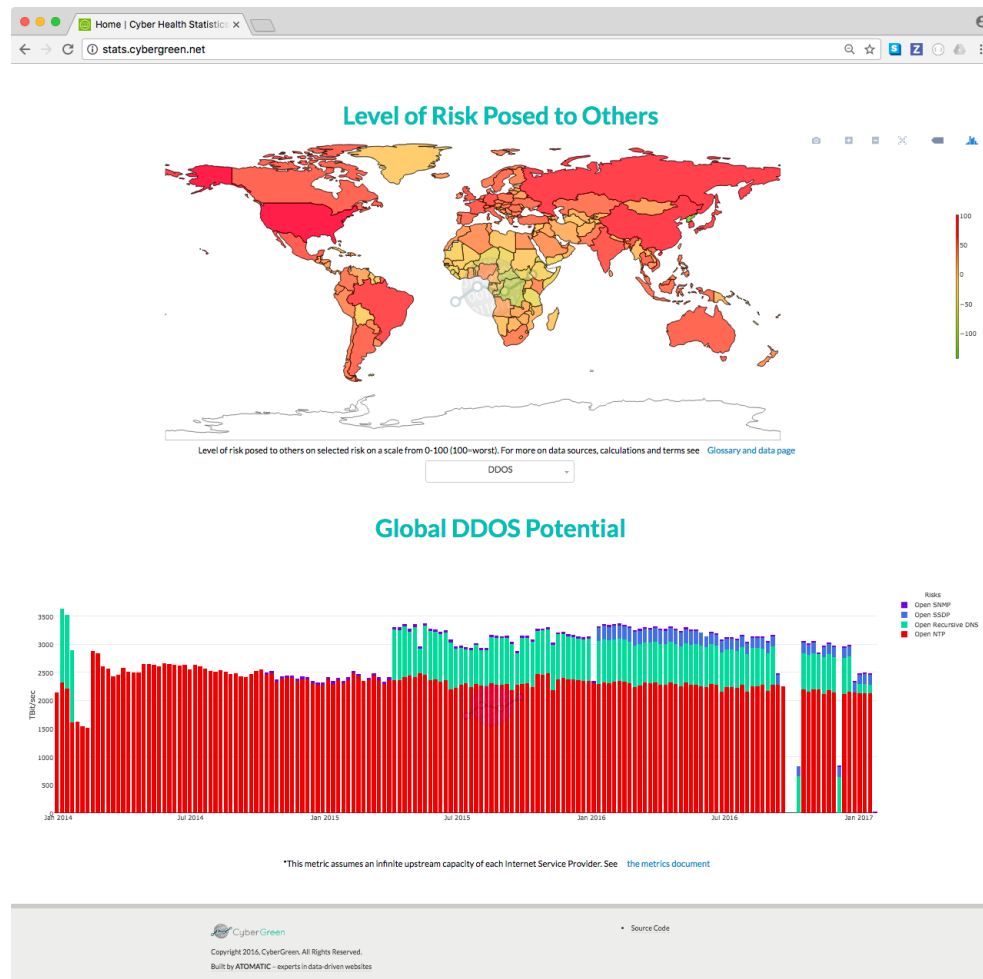 Home | Cyber Health Statistics
stats.cybergreen.net
Level of Risk Posed to Others
100
50
0
−50
−100
Level of risk posed to others on selected risk on a scale from 0-100 (100=worst). For more on data sources, calculations and terms see Glossary and data page
DDOS
Global DDOS Potential
Risks
Open SNMP
Open SSDP
Open Recursive DNS
Open NTP
3500
3000
2500
2000
1500
1000
500
0
TBit/sec
Jan 2014 Jul 2014 Jan 2015 Jul 2015 Jan 2016 Jul 2016 Jan 2017
*This metric assumes an infinite upstream capacity of each Internet Service Provider. See the metrics document
CyberGreen
Copyright 2016, CyberGreen. All Rights Reserved.
Built by ATOMATIC – experts in data-driven websites
• Source Code